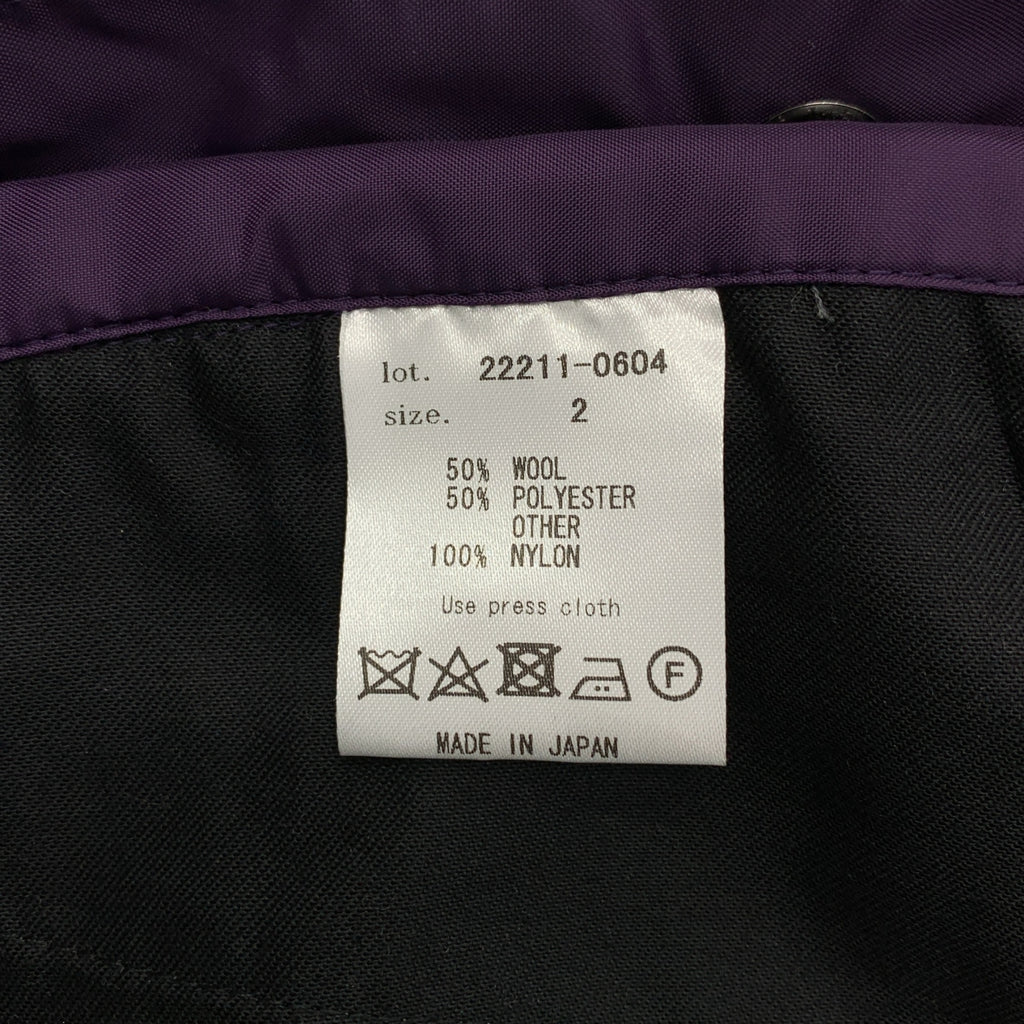 lot. 22211-0604
size. 2
50% WOOL
50% POLYESTER
OTHER
100% NYLON
Use press cloth
F
MADE IN JAPAN